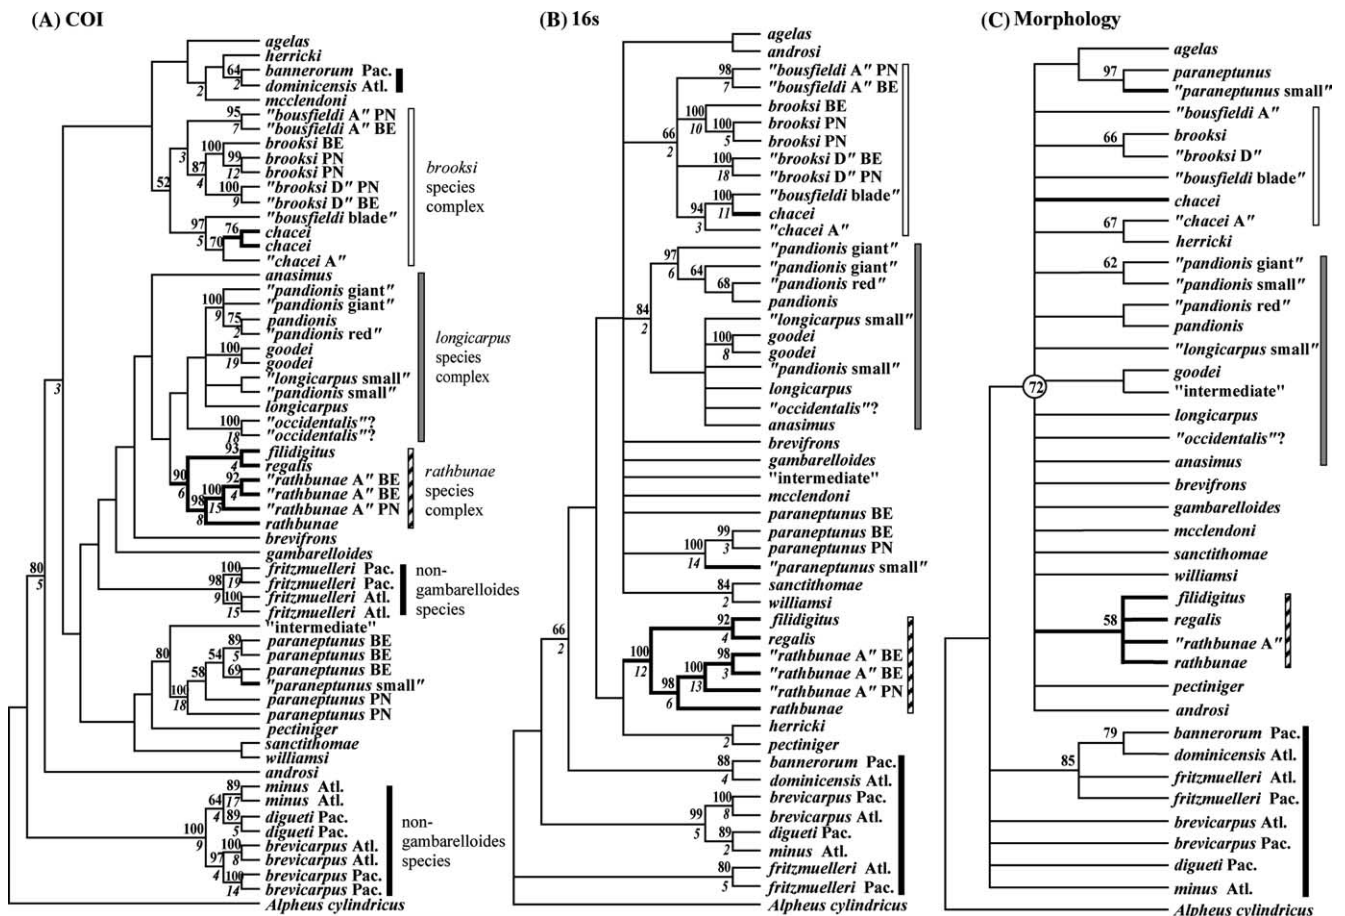 (A) COI
agelas
herricki
64
bannerorum Pac.
2
dominicensis Atl.
2
mcclendoni
95
"bousfieldi A" PN
7
"bousfieldi A" BE
3
100
brooksi BE
99
brooksi PN
87
12
brooksi PN
4
100
"brooksi D" PN
52
9
"brooksi D" BE
"bousfieldi blade"
97
76
chacei
5
70
chacei
"chacei A"
brooksi
species
complex
anasimus
"pandionis giant"
100
"pandionis giant"
9
75
pandionis
2
"pandionis red"
100
goodei
19
goodei
"longicarpus small"
"pandionis small"
longicarpus
100
"occidentalis"?
18
"occidentalis"?
longicarpus
species
complex
3
93
filidigitus
4
regalis
90
92
"rathbunae A" BE
6
100
4
"rathbunae A" BE
98
15
"rathbunae A" PN
8
rathbunae
rathbunae
species
complex
brevifrons
gambarelloides
100
fritzmuelleri Pac.
98
19
fritzmuelleri Pac.
9
100
fritzmuelleri Atl.
15
fritzmuelleri Atl.
non-
gambarelloides
species
80
5
"intermediate"
89
paraneptunus BE
80
54
5
paraneptunus BE
58
69
paraneptunus BE
"paraneptunus small"
100
paraneptunus PN
18
paraneptunus PN
pectiniger
sanctithomae
williamsi
androsi
89
minus Atl.
64
17
minus Atl.
4
89
digueti Pac.
5
digueti Pac.
100
100
brevicarpus Atl.
9
97
8
brevicarpus Atl.
4
100
brevicarpus Pac.
14
brevicarpus Pac.
non-
gambarelloides
species
Alpheus cylindricus
(B) 16s
agelas
androsi
98
"bousfieldi A" PN
7
"bousfieldi A" BE
100
brooksi BE
10
100
brooksi PN
5
brooksi PN
66
2
100
"brooksi D" BE
18
"brooksi D" PN
100
"bousfieldi blade"
94
11
chacei
3
"chacei A"
97
"pandionis giant"
6
64
"pandionis giant"
68
"pandionis red"
pandionis
84
2
"longicarpus small"
100
goodei
8
goodei
"pandionis small"
longicarpus
"occidentalis"?
anasimus
brevifrons
gambarelloides
"intermediate"
mcclendoni
paraneptunus BE
99
paraneptunus BE
100
3
paraneptunus PN
14
"paraneptunus small"
84
sanctithomae
2
williamsi
66
2
92
filidigitus
4
regalis
100
98
"rathbunae A" BE
12
100
3
"rathbunae A" BE
98
13
"rathbunae A" PN
6
rathbunae
herricki
2
pectiniger
88
bannerorum Pac.
4
dominicensis Atl.
100
brevicarpus Pac.
99
8
brevicarpus Atl.
5
89
digueti Pac.
2
minus Atl.
80
fritzmuelleri Atl.
5
fritzmuelleri Pac.
Alpheus cylindricus
(C) Morphology
agelas
97
paraneptunus
"paraneptunus small"
"bousfieldi A"
66
brooksi
"brooksi D"
"bousfieldi blade"
chacei
67
"chacei A"
herricki
62
"pandionis giant"
"pandionis small"
"pandionis red"
pandionis
"longicarpus small"
72
goodei
"intermediate"
longicarpus
"occidentalis"?
anasimus
brevifrons
gambarelloides
mcclendoni
sanctithomae
williamsi
58
filidigitus
regalis
"rathbunae A"
rathbunae
pectiniger
androsi
79
bannerorum Pac.
85
dominicensis Atl.
fritzmuelleri Atl.
fritzmuelleri Pac.
brevicarpus Atl.
brevicarpus Pac.
digueti Pac.
minus Atl.
Alpheus cylindricus